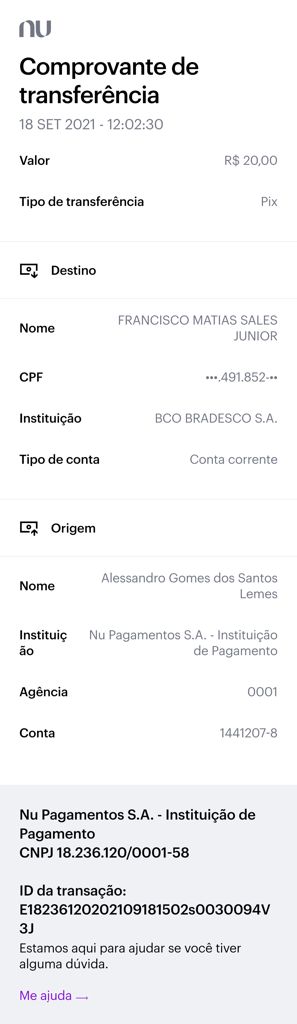 nu
Comprovante de
transferência
18 SET 2021 - 12:02:30
Valor R$ 20,00
Tipo de transferência Pix
Destino
Nome FRANCISCO MATIAS SALES
JUNIOR
CPF •••.491.852-••
Instituição BCO BRADESCO S.A.
Tipo de conta Conta corrente
Origem
Nome Alessandro Gomes dos Santos
Lemes
Instituiç Nu Pagamentos S.A. - Instituição
ão de Pagamento
Agência 0001
Conta 1441207-8
Nu Pagamentos S.A. - Instituição de
Pagamento
CNPJ 18.236.120/0001-58
ID da transação:
E18236120202109181502s0030094V
3J
Estamos aqui para ajudar se você tiver
alguma dúvida.
Me ajuda →